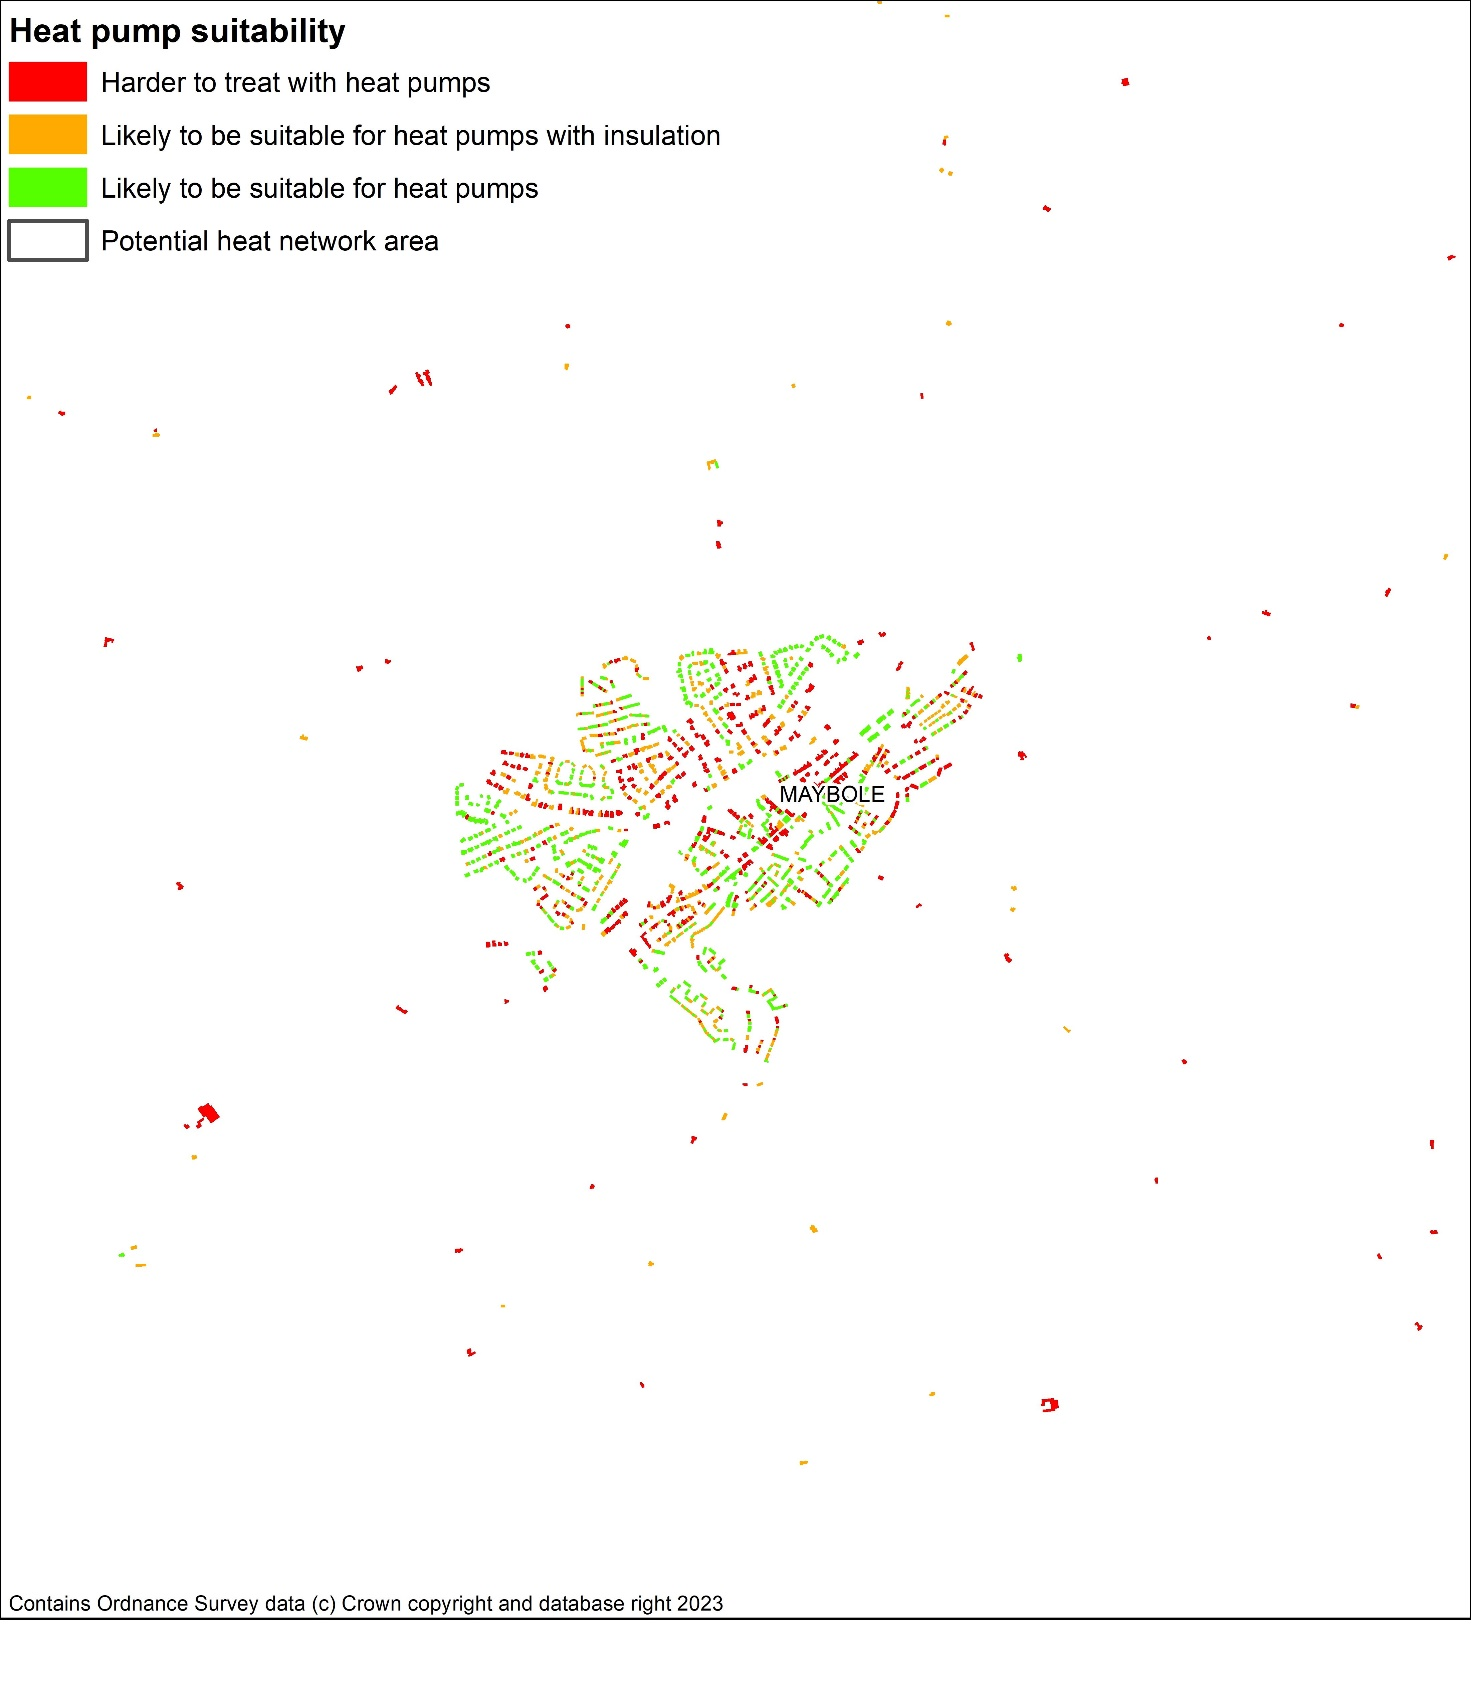 Heat pump suitability
Harder to treat with heat pumps
Likely to be suitable for heat pumps with insulation
Likely to be suitable for heat pumps
Potential heat network area
MAYBOLE
Contains Ordnance Survey data (c) Crown copyright and database right 2023